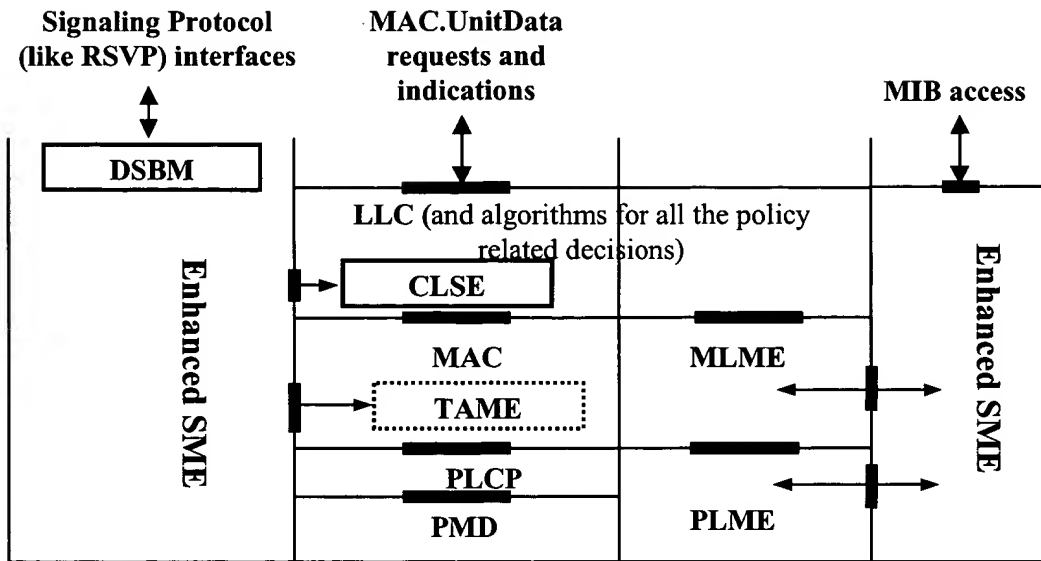 Signaling Protocol
(like RSVP) interfaces
MAC.UnitData
requests and
indications
MIB access
DSBM
LLC (and algorithms for all the policy
related decisions)
CLSE
MAC
MLME
TAME
PLCP
PMD
PLME
Enhanced SME
Enhanced SME